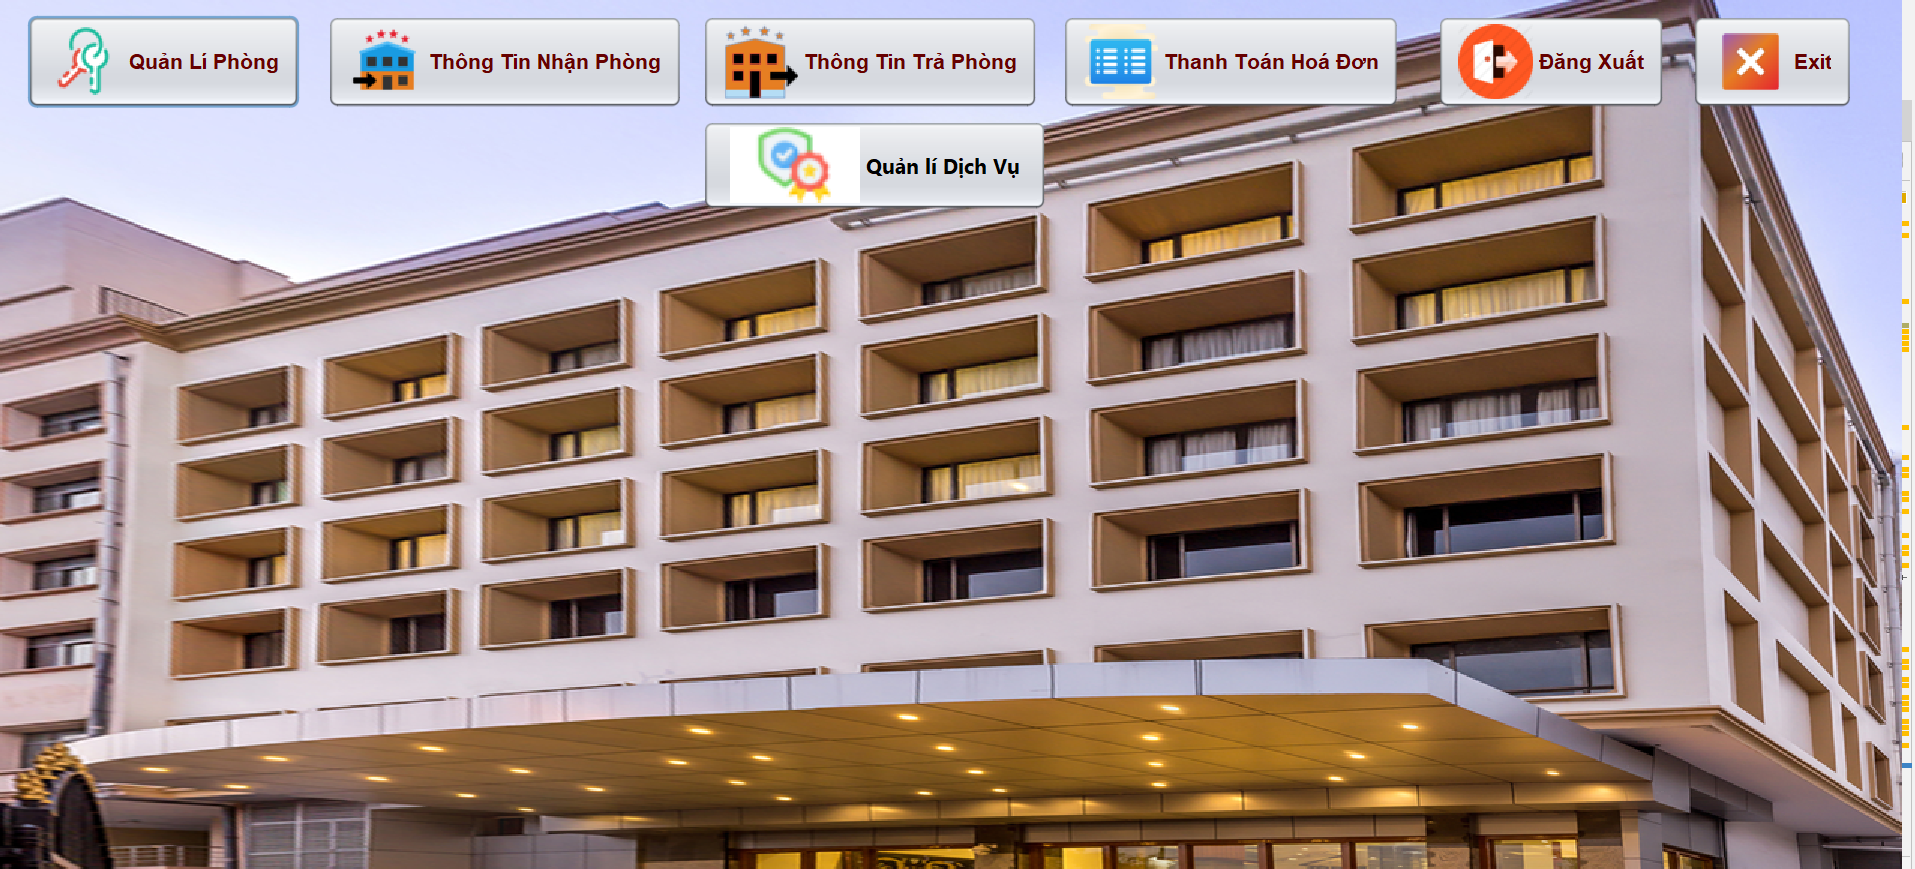 Quản Lí Phòng
Thông Tin Nhận Phòng
Thông Tin Trả Phòng
Thanh Toán Hoá Đơn
Đăng Xuất
Exit
Quản lí Dịch Vụ